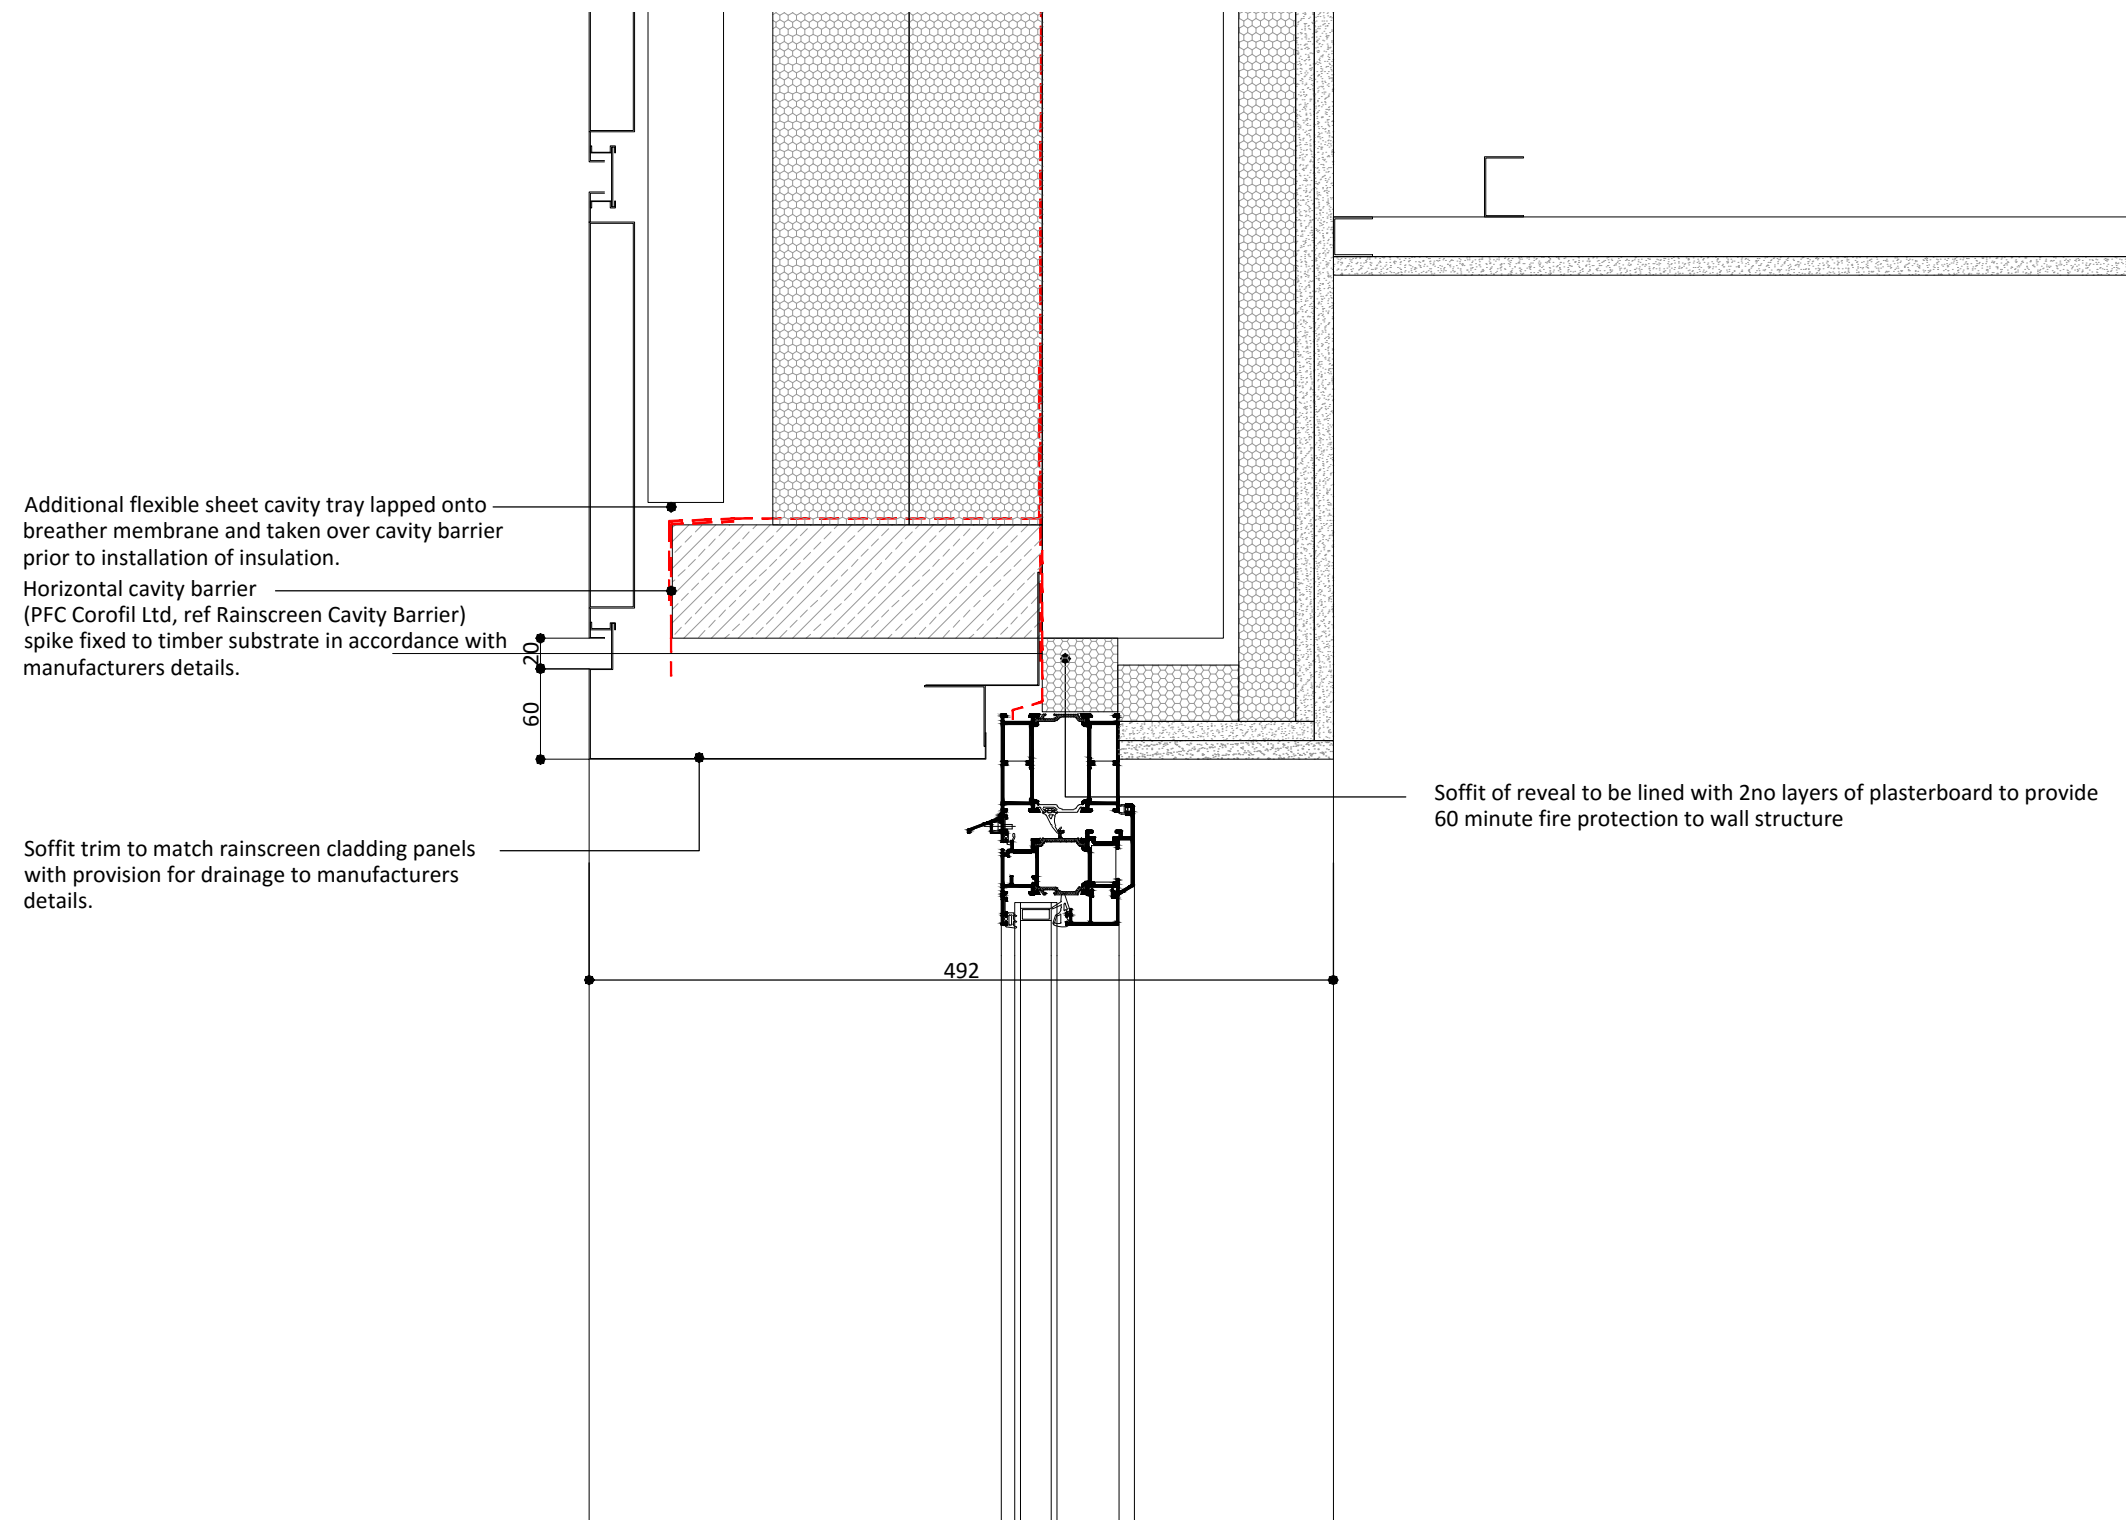 Additional flexible sheet cavity tray lapped onto
breather membrane and taken over cavity barrier
prior to installation of insulation.
Horizontal cavity barrier
(PFC Corofil Ltd, ref Rainscreen Cavity Barrier)
spike fixed to timber substrate in accordance with
manufacturers details.
20
60
Soffit of reveal to be lined with 2no layers of plasterboard to provide
60 minute fire protection to wall structure
Soffit trim to match rainscreen cladding panels
with provision for drainage to manufacturers
details.
492